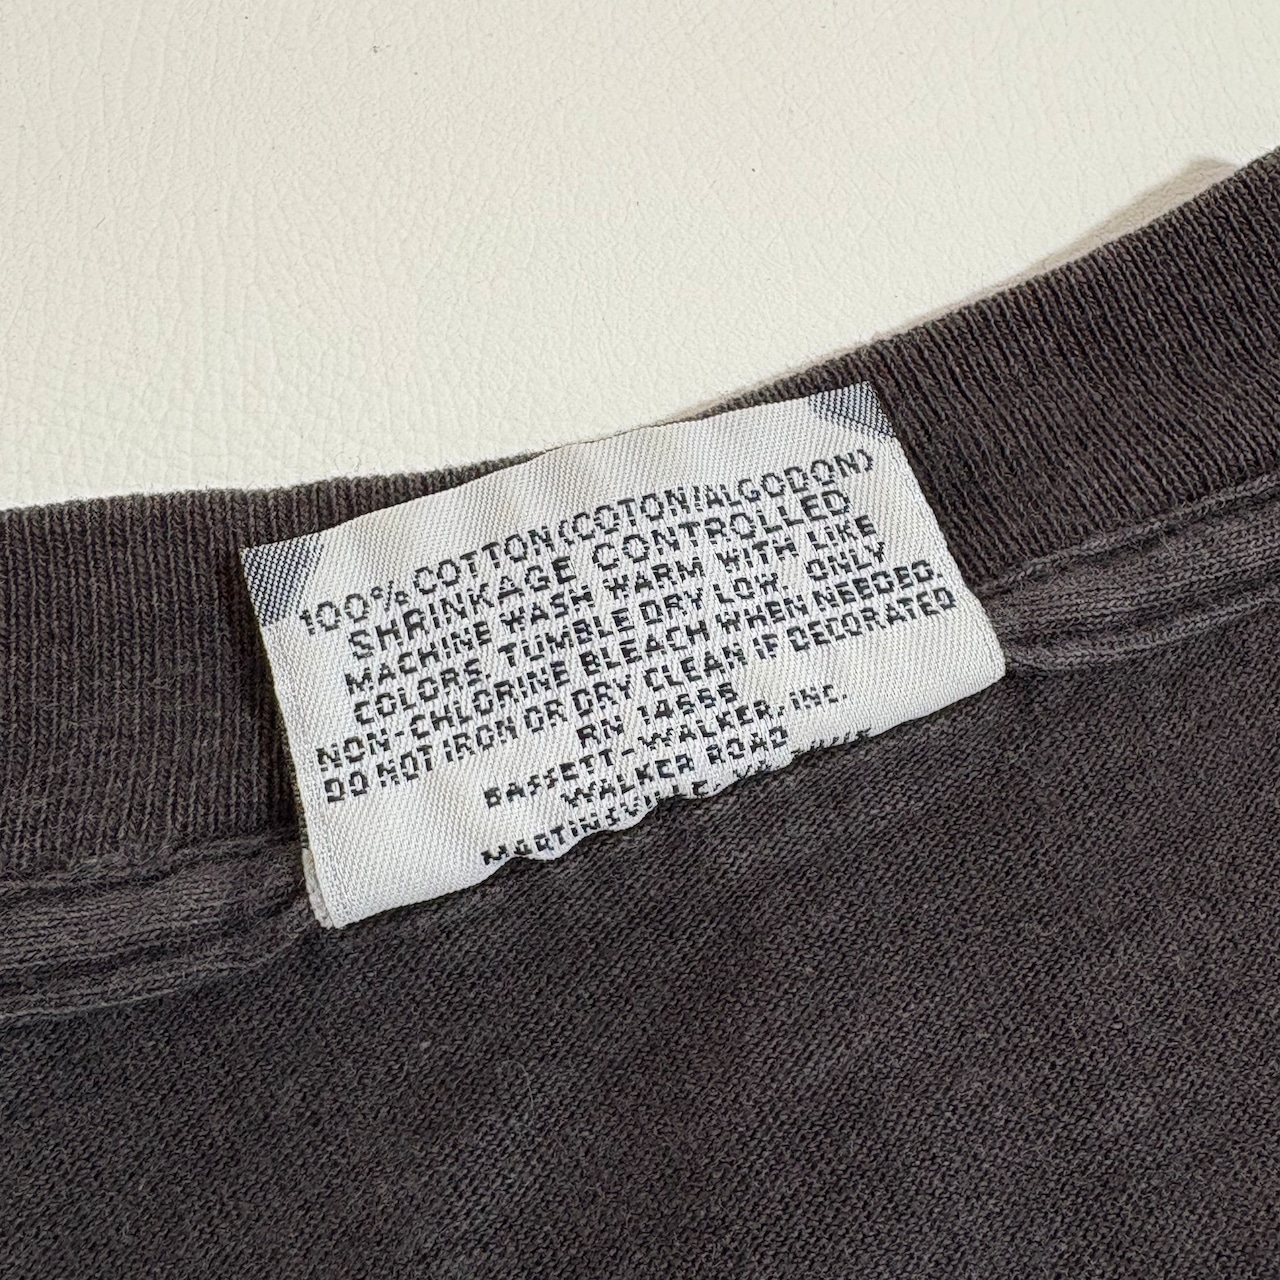 100% COTTON(COTON/ALGODON)
SHRINKAGE CONTROLLED
MACHINE WASH WARM WITH LIKE
COLORS. TUMBLE DRY LOW. ONLY
NON-CHLORINE BLEACH WHEN NEEDED.
DO NOT IRON OR DRY CLEAN IF DECORATED
RN
BASSETT-WALKER, INC.
WALKER ROAD
MARTINSVILLE,